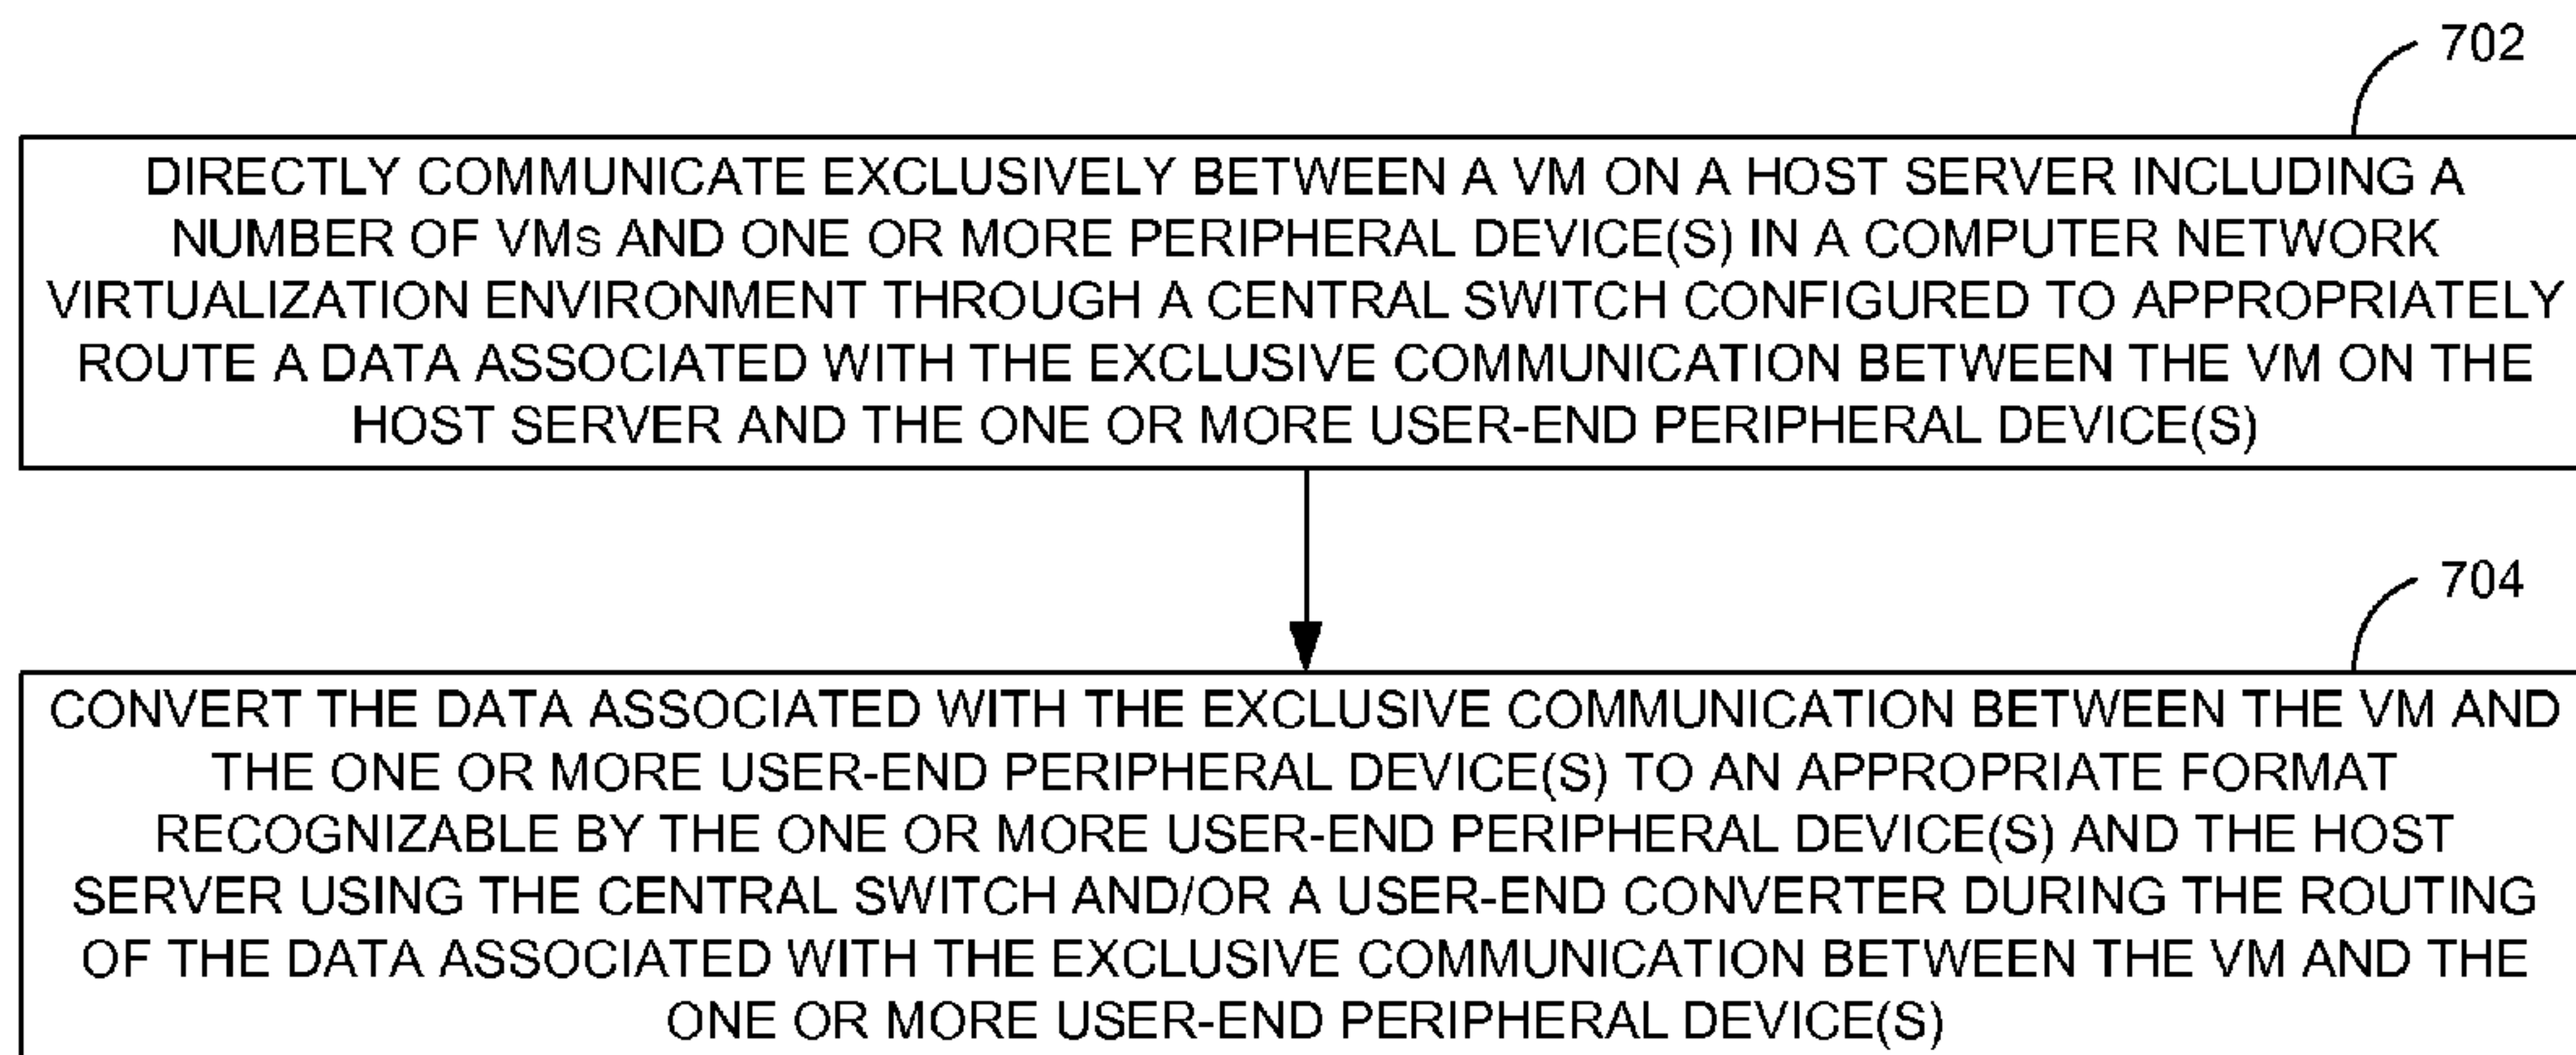 702
DIRECTLY COMMUNICATE EXCLUSIVELY BETWEEN A VM ON A HOST SERVER INCLUDING A
NUMBER OF VMs AND ONE OR MORE PERIPHERAL DEVICE(S) IN A COMPUTER NETWORK
VIRTUALIZATION ENVIRONMENT THROUGH A CENTRAL SWITCH CONFIGURED TO APPROPRIATELY
ROUTE A DATA ASSOCIATED WITH THE EXCLUSIVE COMMUNICATION BETWEEN THE VM ON THE
HOST SERVER AND THE ONE OR MORE USER-END PERIPHERAL DEVICE(S)
704
CONVERT THE DATA ASSOCIATED WITH THE EXCLUSIVE COMMUNICATION BETWEEN THE VM AND
THE ONE OR MORE USER-END PERIPHERAL DEVICE(S) TO AN APPROPRIATE FORMAT
RECOGNIZABLE BY THE ONE OR MORE USER-END PERIPHERAL DEVICE(S) AND THE HOST
SERVER USING THE CENTRAL SWITCH AND/OR A USER-END CONVERTER DURING THE ROUTING
OF THE DATA ASSOCIATED WITH THE EXCLUSIVE COMMUNICATION BETWEEN THE VM AND THE
ONE OR MORE USER-END PERIPHERAL DEVICE(S)